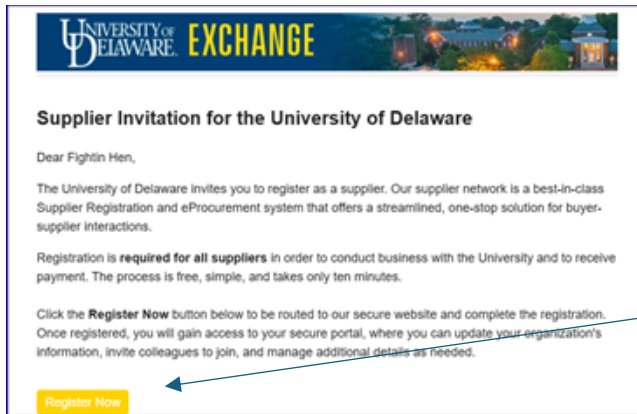 UNIVERSITY OF DELAWARE. EXCHANGE
Supplier Invitation for the University of Delaware
Dear Fightin Hen,
The University of Delaware invites you to register as a supplier. Our supplier network is a best-in-class
Supplier Registration and eProcurement system that offers a streamlined, one-stop solution for buyer-
supplier interactions.
Registration is required for all suppliers in order to conduct business with the University and to receive
payment. The process is free, simple, and takes only ten minutes.
Click the Register Now button below to be routed to our secure website and complete the registration.
Once registered, you will gain access to your secure portal, where you can update your organization's
information, invite colleagues to join, and manage additional details as needed.
Register Now